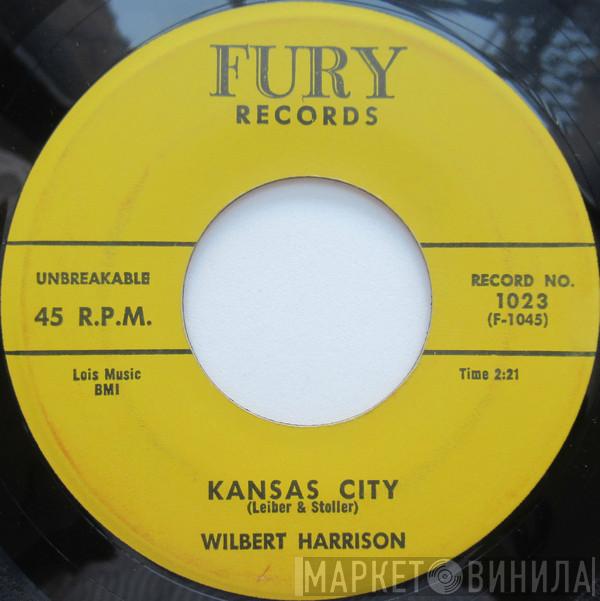 FURY
RECORDS
UNBREAKABLE
45 R.P.M.
RECORD NO.
1023
(F-1045)
Lois Music
BMI
Time 2:21
KANSAS CITY
(Leiber & Stoller)
WILBERT HARRISON
МАРКЕТ ВИНИЛА